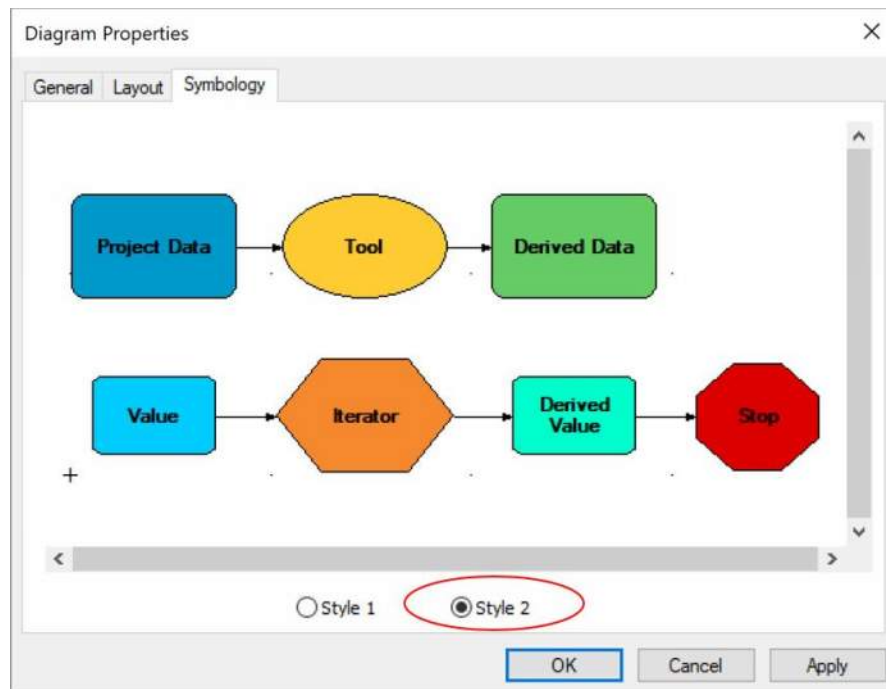 Diagram Properties
General Layout Symbology
Project Data Tool Derived Data
Value Iterator Derived
Value
Stop
Style 1 Style 2
OK Cancel Apply